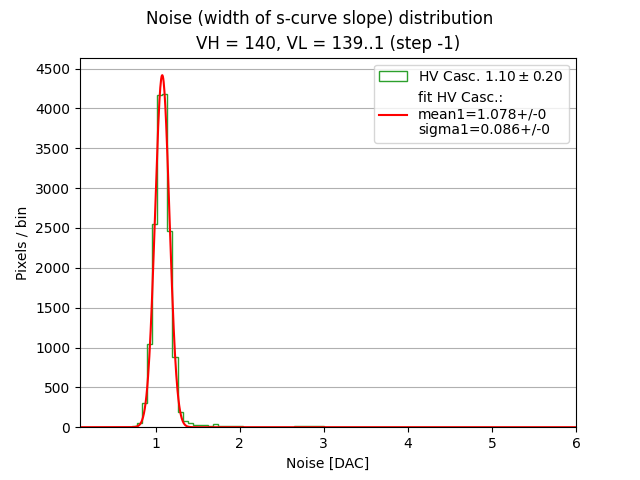 Noise (width of s-curve slope) distribution
VH = 140, VL = 139..1 (step -1)
HV Casc. 1.10 ± 0.20
fit HV Casc.:
mean1=1.078+/-0
sigma1=0.086+/-0
Pixels / bin
4500
4000
3500
3000
2500
2000
1500
1000
500
0
1
2
3
4
5
6
Noise [DAC]